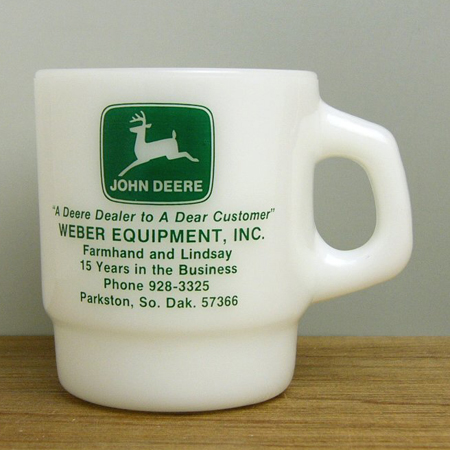 JOHN DEERE
"A Deere Dealer to A Dear Customer"
WEBER EQUIPMENT, INC.
Farmhand and Lindsay
15 Years in the Business
Phone 928-3325
Parkston, So. Dak. 57366